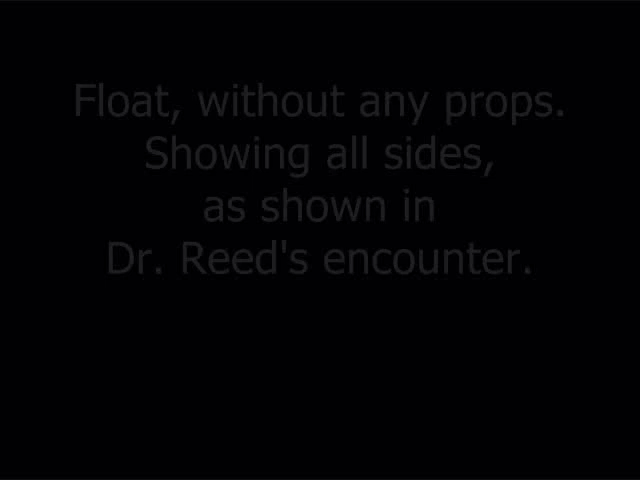 Float, without any props.
Showing all sides,
as shown in
Dr. Reed's encounter.